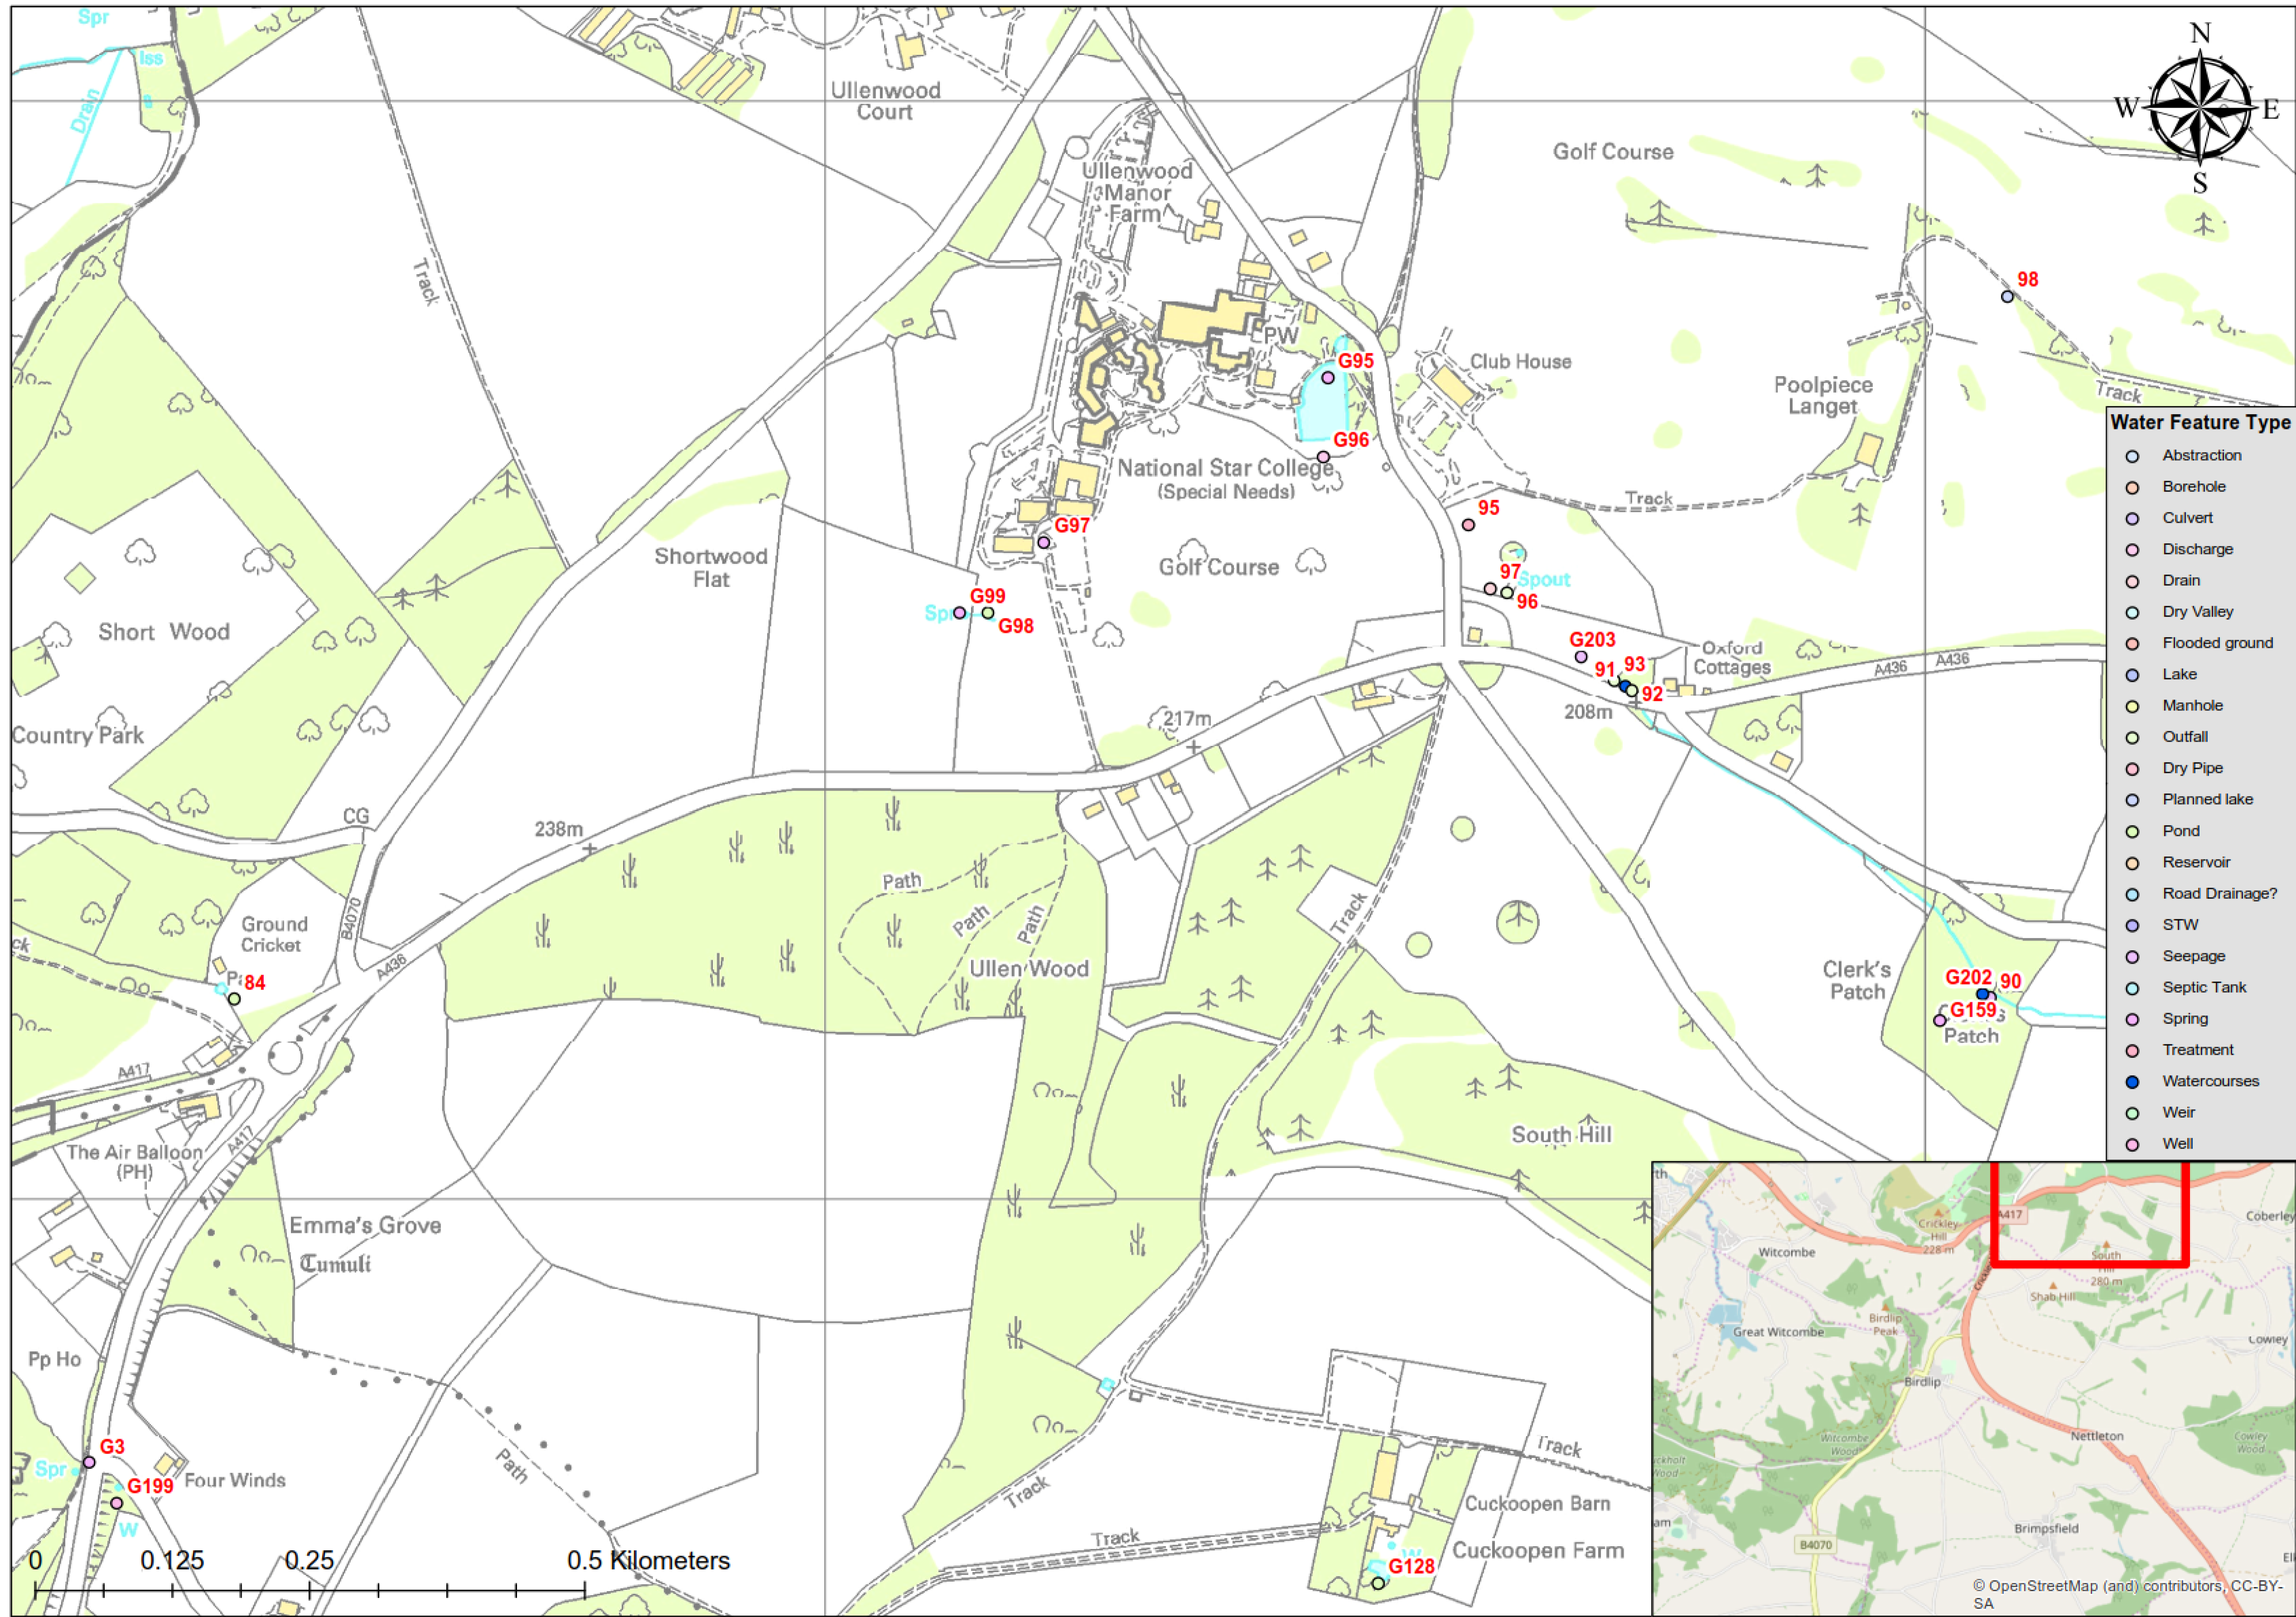 Spr
Iss
Drain
Track
Ullenwood
Court
Ullenwood
Manor
Farm
Golf Course
N
W
E
S
98
PW
G95
Club House
Poolpiece
Langet
Track
G96
National Star College
(Special Needs)
95
Track
G97
Shortwood
Flat
Golf Course
97
Spout
96
Spr
G99
G98
Short Wood
G203
91
93
92
Oxford
Cottages
A436
A436
208m
217m
Country Park
CG
238m
Path
Path
Path
Track
Ground
Cricket
B4070
A436
84
Ullen Wood
Clerk's
Patch
G202
90
G159
Patch
A417
A417
The Air Balloon
(PH)
South Hill
Emma's Grove
Tumuli
Pp Ho
Path
G3
Spr
G199
W
Four Winds
Track
Track
Track
Cuckoopen Barn
Cuckoopen Farm
W
G128
0
0.125
0.25
0.5 Kilometers
Water Feature Type
Abstraction
Borehole
Culvert
Discharge
Drain
Dry Valley
Flooded ground
Lake
Manhole
Outfall
Dry Pipe
Planned lake
Pond
Reservoir
Road Drainage?
STW
Seepage
Septic Tank
Spring
Treatment
Watercourses
Weir
Well
th
Crickley
Hill
228 m
A417
Coberley
Witcombe
South
Hill
280 m
Shab Hill
Birdlip
Peak
Great Witcombe
Cowley
Birdlip
Witcombe
Wood
Nettleton
Cowley
Wood
Brimpsfield
B4070
© OpenStreetMap (and) contributors, CC-BY-
SA